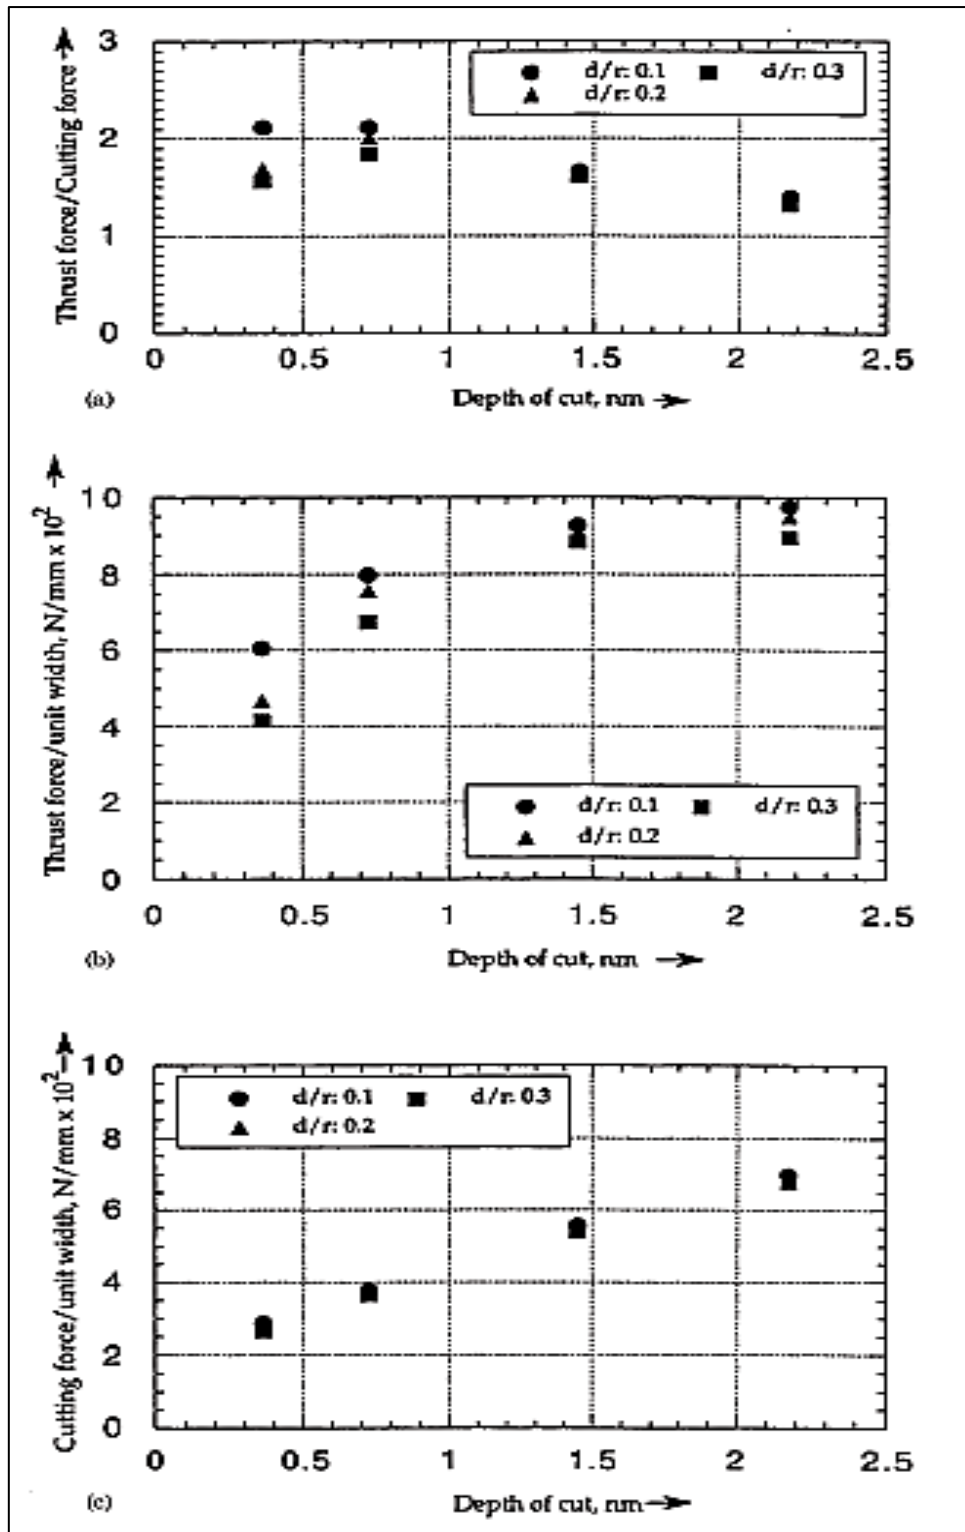 Thrust force/Cutting force
3
2
1
0
d/r: 0.1
d/r: 0.3
d/r: 0.2
0 0.5 1 1.5 2 2.5
(a)
Depth of cut, nm
Thrust force/unit width, N/mm x 10²
10
8
6
4
2
0
d/r: 0.1
d/r: 0.3
d/r: 0.2
0 0.5 1 1.5 2 2.5
(b)
Depth of cut, nm
Cutting force/unit width, N/mm x 10²
10
8
6
4
2
0
d/r: 0.1
d/r: 0.3
d/r: 0.2
0 0.5 1 1.5 2 2.5
(c)
Depth of cut, nm